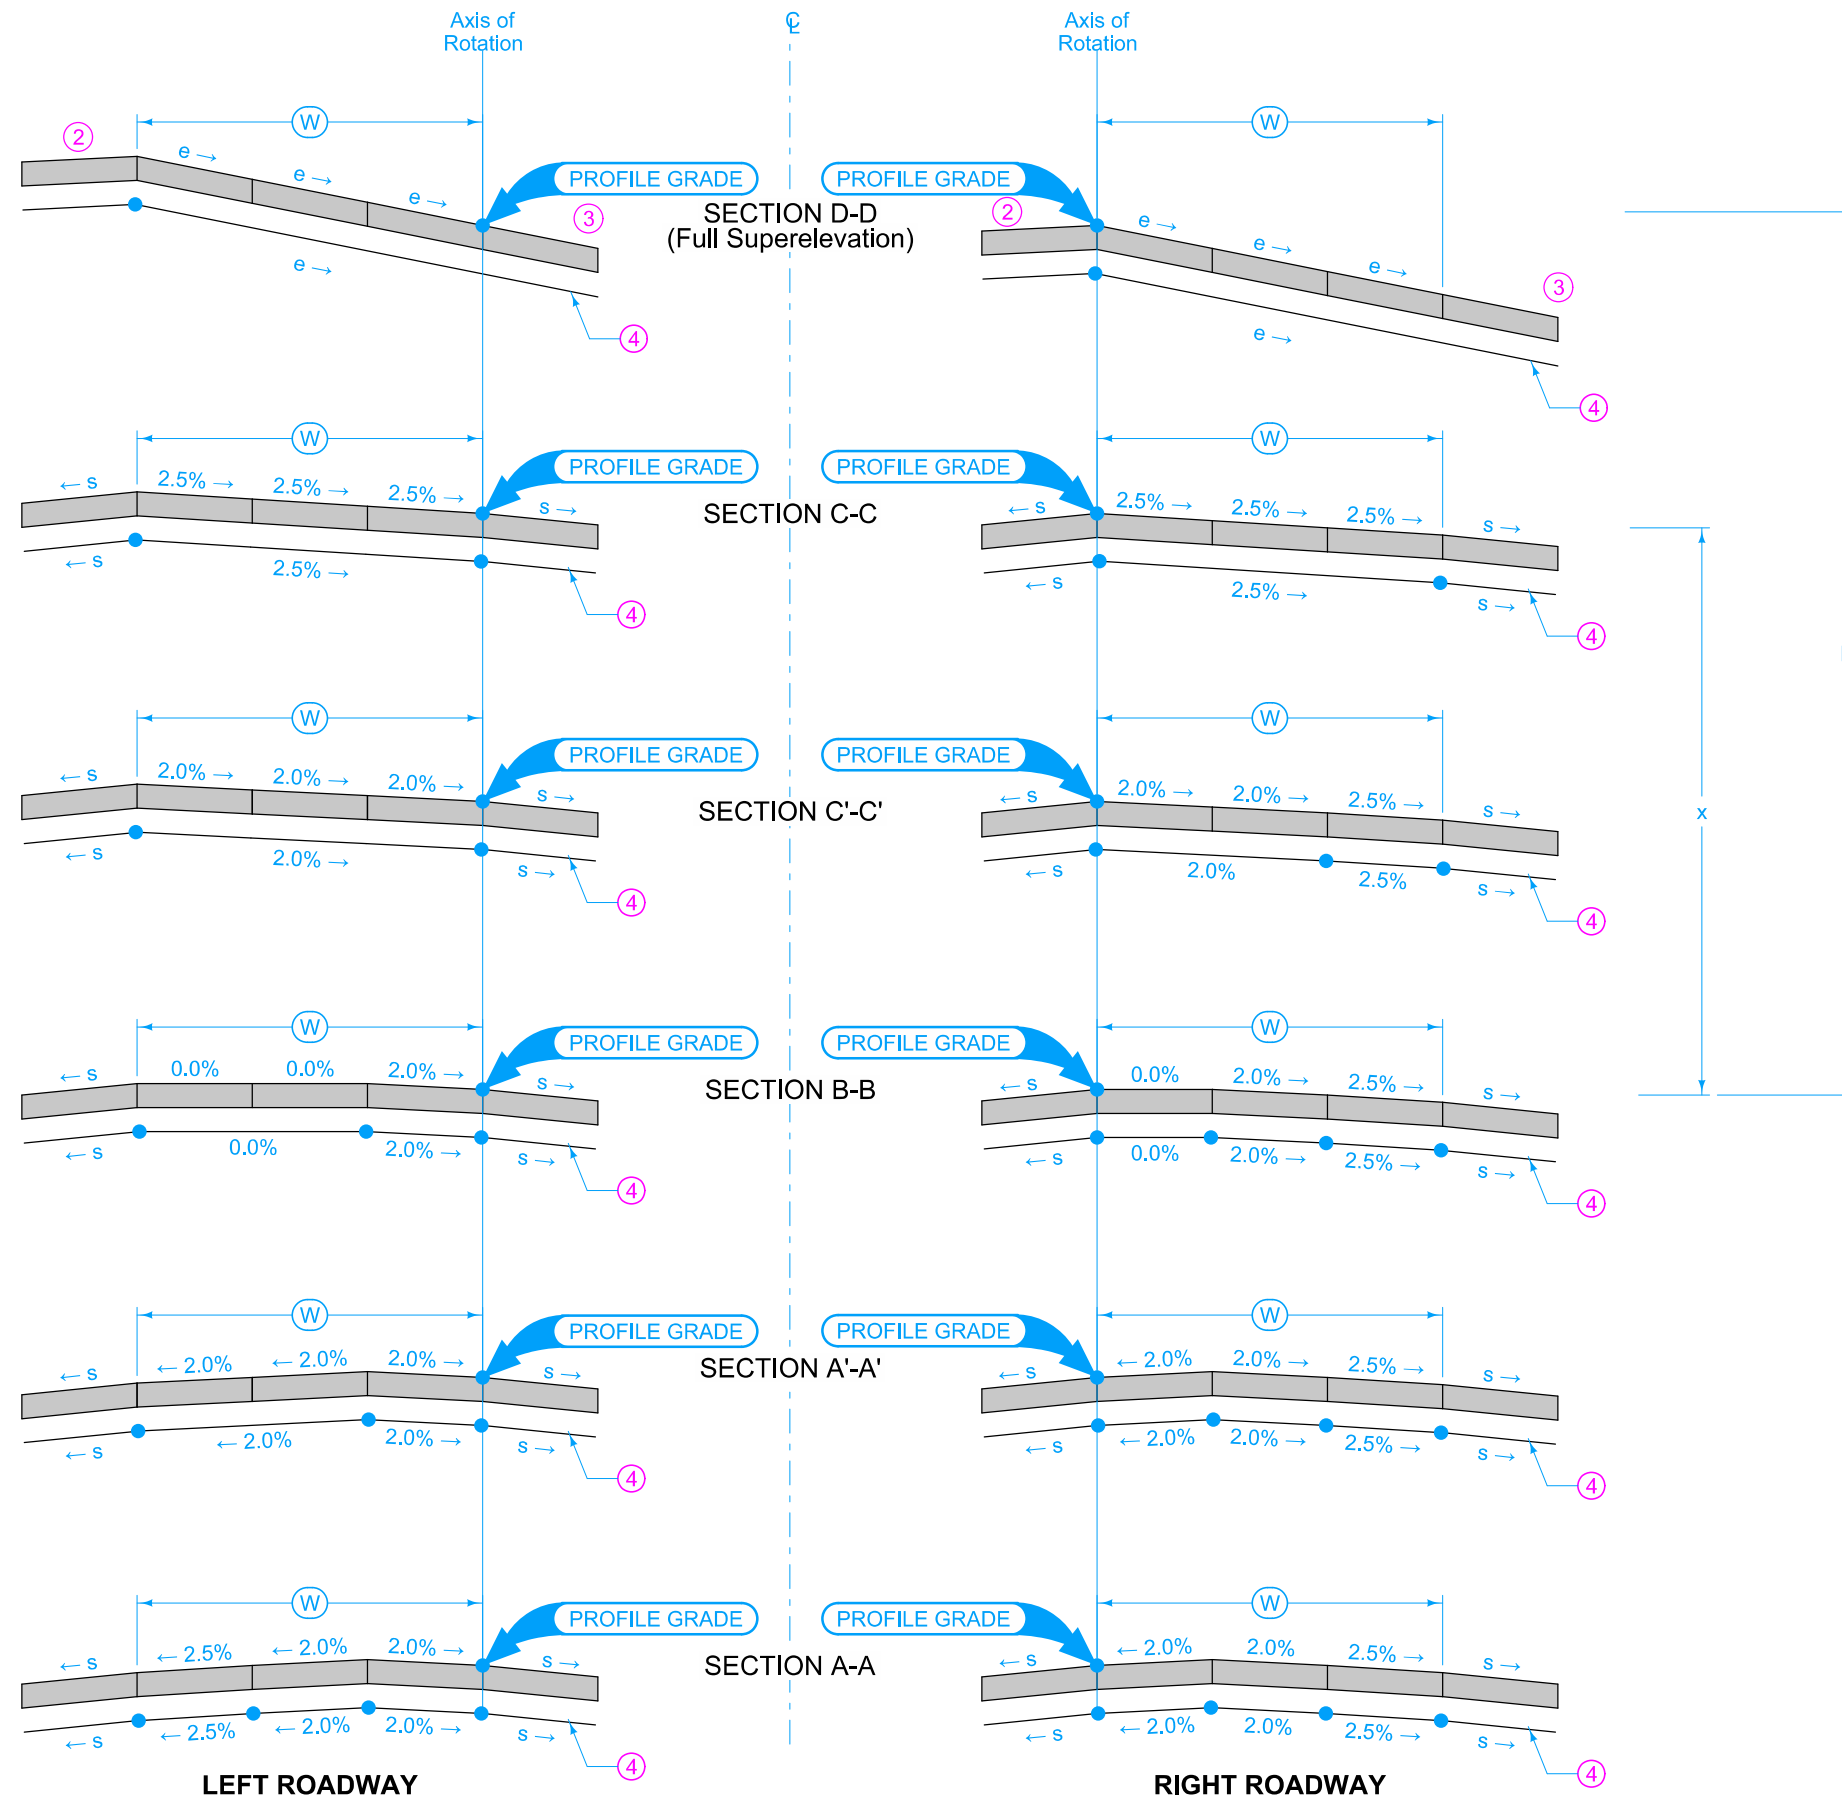 Axis of
Rotation
℄
Axis of
Rotation
W
W
2
e →
e →
e →
e →
PROFILE GRADE
PROFILE GRADE
SECTION D-D
(Full Superelevation)
3
4
2
e →
e →
e →
e →
3
4
W
W
← s
2.5% →
2.5% →
2.5% →
s →
PROFILE GRADE
PROFILE GRADE
SECTION C-C
← s
2.5% →
2.5% →
2.5% →
s →
← s
2.5% →
4
← s
2.5% →
s →
4
W
W
← s
2.0% →
2.0% →
2.0% →
s →
PROFILE GRADE
PROFILE GRADE
SECTION C'-C'
← s
2.0% →
2.0% →
2.5% →
s →
x
← s
2.0% →
s →
4
← s
2.0%
2.5%
s →
4
W
W
← s
0.0%
0.0%
2.0% →
s →
PROFILE GRADE
PROFILE GRADE
SECTION B-B
← s
0.0%
2.0% →
2.5% →
s →
← s
0.0%
2.0% →
s →
4
← s
0.0%
2.0% →
2.5% →
s →
4
W
W
← s
← 2.0%
← 2.0%
2.0% →
s →
PROFILE GRADE
PROFILE GRADE
SECTION A'-A'
← s
← 2.0%
2.0% →
2.5% →
s →
← s
← 2.0%
2.0% →
s →
4
← s
← 2.0%
2.0% →
2.5% →
s →
4
W
W
← s
← 2.5%
← 2.0%
2.0% →
s →
PROFILE GRADE
PROFILE GRADE
SECTION A-A
← s
← 2.0%
2.0%
2.5% →
s →
← s
← 2.5%
← 2.0%
2.0% →
s →
4
← s
← 2.0%
2.0%
2.5% →
s →
4
LEFT ROADWAY
RIGHT ROADWAY